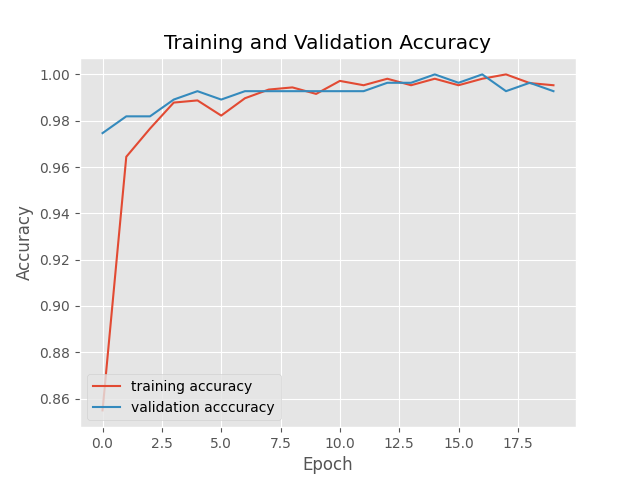 Training and Validation Accuracy
1.00
0.98
0.96
0.94
0.92
0.90
0.88
0.86
Accuracy
training accuracy
validation acccuracy
0.0 2.5 5.0 7.5 10.0 12.5 15.0 17.5
Epoch